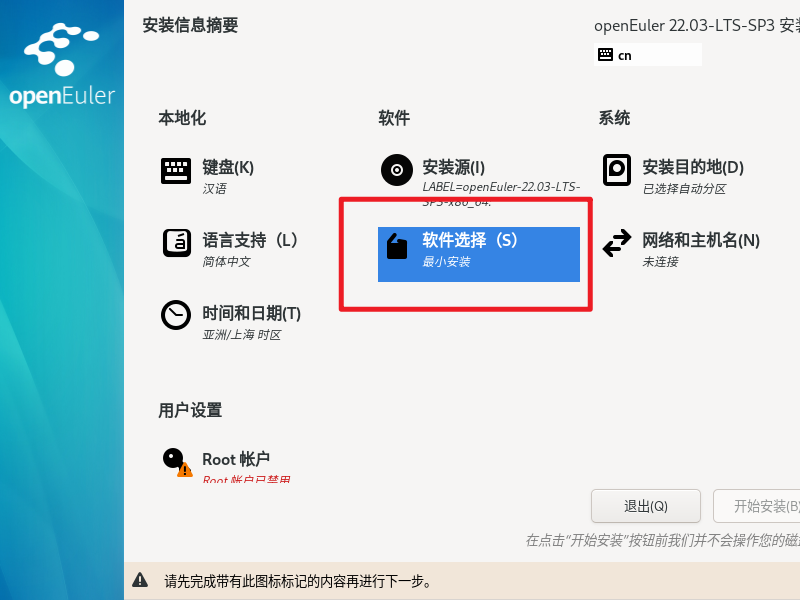 安装信息摘要
openEuler 22.03-LTS-SP3 安装
cn
openEuler
本地化
软件
系统
键盘(K)
汉语
安装源(I)
LABEL=openEuler-22.03-LTS-
SP3-x86_64:
安装目的地(D)
已选择自动分区
语言支持（L）
简体中文
软件选择（S）
最小安装
网络和主机名(N)
未连接
时间和日期(T)
亚洲/上海 时区
用户设置
Root 帐户
Root 帐户已禁用
退出(Q)
开始安装(B)
在点击“开始安装”按钮前我们并不会操作您的磁
请先完成带有此图标标记的内容再进行下一步。